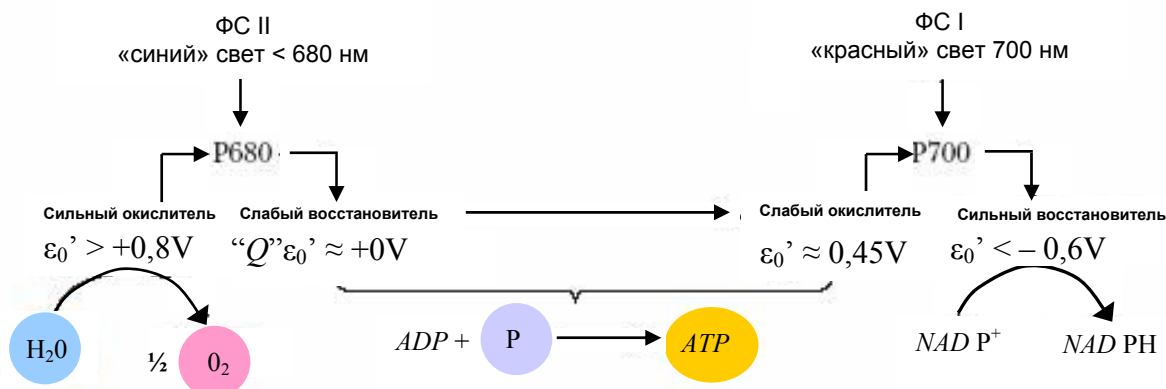 ФС II
«синий» свет < 680 нм
ФС I
«красный» свет 700 нм
P680
P700
Сильный окислитель
Слабый восстановитель
Слабый окислитель
Сильный восстановитель
ε₀’ > +0,8V
“Q”ε₀’ ≈ +0V
ε₀’ ≈ 0,45V
ε₀’ < – 0,6V
H₂0
½ 0₂
ADP + P
ATP
NAD P⁺
NAD PH